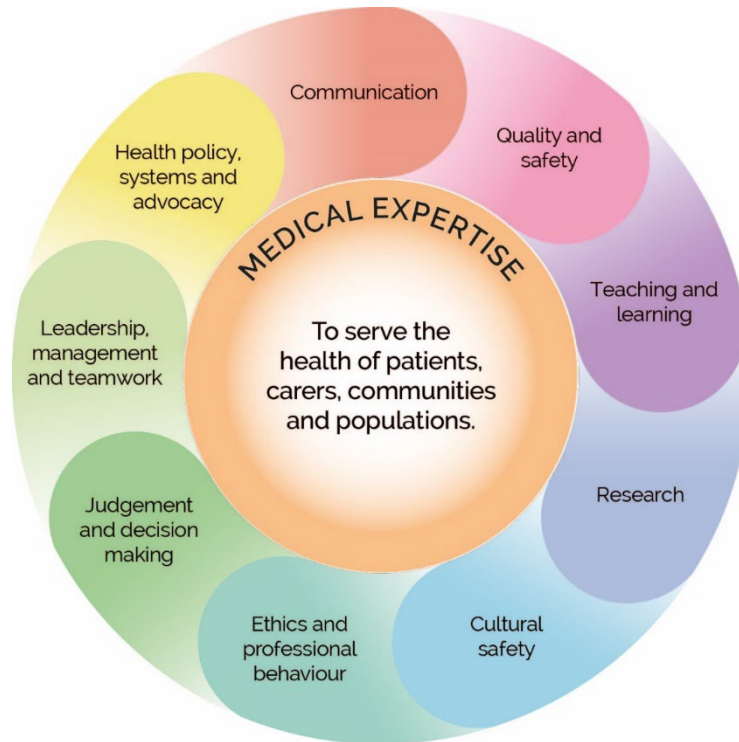 MEDICAL EXPERTISE
To serve the
health of patients,
carers, communities
and populations.
Communication
Quality and
safety
Teaching and
learning
Research
Cultural
safety
Ethics and
professional
behaviour
Judgement
and decision
making
Leadership,
management
and teamwork
Health policy,
systems and
advocacy